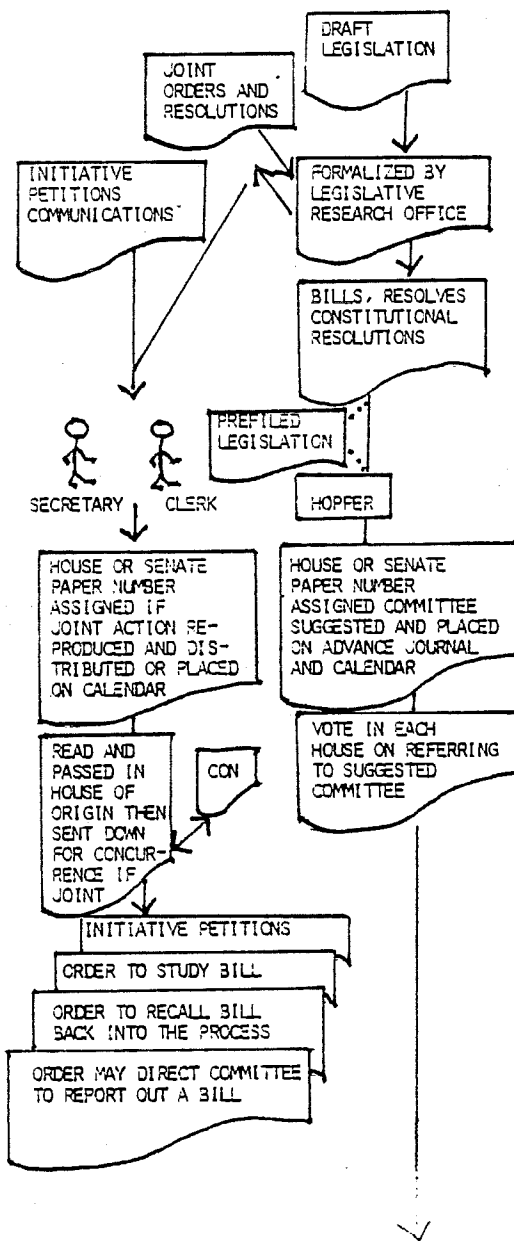 DRAFT
LEGISLATION
JOINT
ORDERS AND
RESOLUTIONS
INITIATIVE
PETITIONS
COMMUNICATIONS
FORMALIZED BY
LEGISLATIVE
RESEARCH OFFICE
BILLS, RESOLVES
CONSTITUTIONAL
RESOLUTIONS
PREFILED
LEGISLATION
SECRETARY
CLERK
HOPPER
HOUSE OR SENATE
PAPER NUMBER
ASSIGNED IF
JOINT ACTION RE-
PRODUCED AND DIS-
TRIBUTED OR PLACED
ON CALENDAR
HOUSE OR SENATE
PAPER NUMBER
ASSIGNED COMMITTEE
SUGGESTED AND PLACED
ON ADVANCE JOURNAL
AND CALENDAR
READ AND
PASSED IN
HOUSE OF
ORIGIN THEN
SENT DOWN
FOR CONCUR-
RENCE IF
JOINT
CON
VOTE IN EACH
HOUSE ON REFERRING
TO SUGGESTED
COMMITTEE
INITIATIVE PETITIONS
ORDER TO STUDY BILL
ORDER TO RECALL BILL
BACK INTO THE PROCESS
ORDER MAY DIRECT COMMITTEE
TO REPORT OUT A BILL